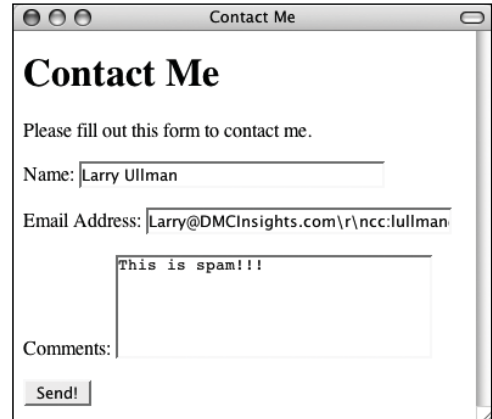 Contact Me
Contact Me
Please fill out this form to contact me.
Name: Larry Ullman
Email Address: Larry@DMCInsights.com\r\ncc:lullman
This is spam!!!
Comments:
Send!